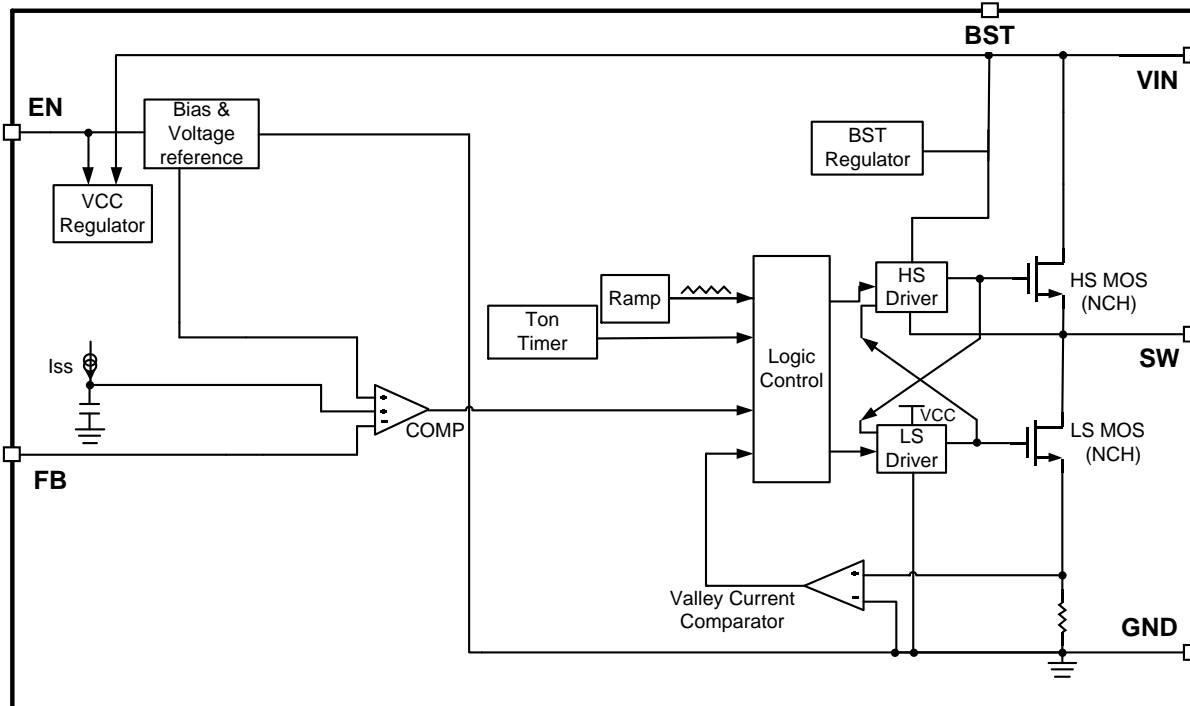 BST
VIN
EN
Bias &
Voltage
reference
BST
Regulator
VCC
Regulator
HS
Driver
HS MOS
(NCH)
Ramp
Ton
Timer
SW
Iss
Logic
Control
VCC
COMP
LS
Driver
LS MOS
(NCH)
FB
Valley Current
Comparator
GND